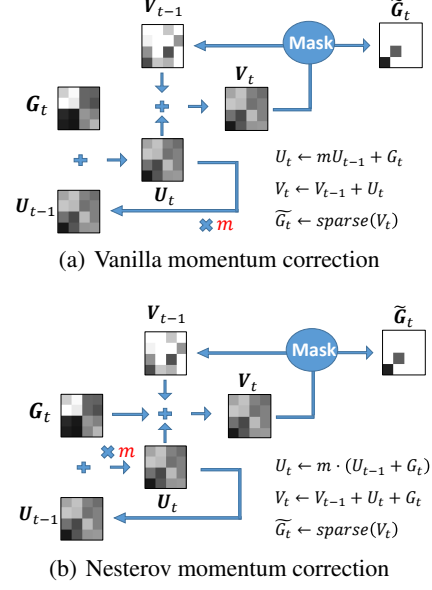 V_{t-1}
G̃_t
Mask
V_t
G_t
U_t
U_{t-1}
m
U_t ← mU_{t-1} + G_t
V_t ← V_{t-1} + U_t
G̃_t ← sparse(V_t)
(a) Vanilla momentum correction
V_{t-1}
G̃_t
Mask
V_t
G_t
m
U_t
U_{t-1}
U_t ← m · (U_{t-1} + G_t)
V_t ← V_{t-1} + U_t + G_t
G̃_t ← sparse(V_t)
(b) Nesterov momentum correction